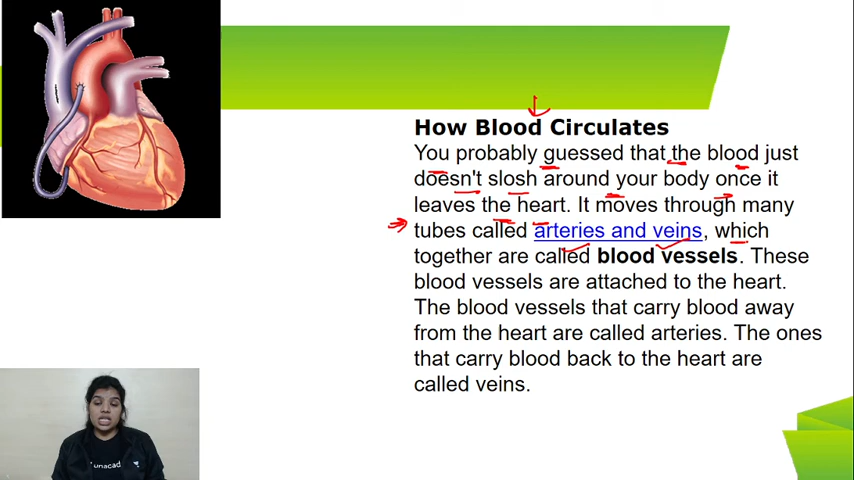 How Blood Circulates
You probably guessed that the blood just
doesn't slosh around your body once it
leaves the heart. It moves through many
tubes called arteries and veins, which
together are called blood vessels. These
blood vessels are attached to the heart.
The blood vessels that carry blood away
from the heart are called arteries. The ones
that carry blood back to the heart are
called veins.
unacad